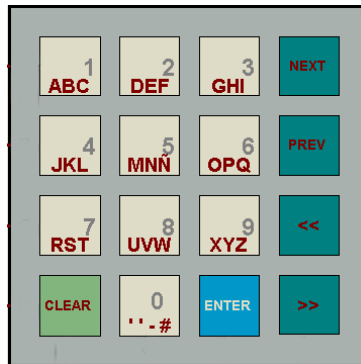 1 2 3 NEXT
ABC DEF GHI
4 5 6 PREV
JKL MNÑ OPQ
7 8 9 <<
RST UVW XYZ
CLEAR 0 ENTER >>
' ' - #